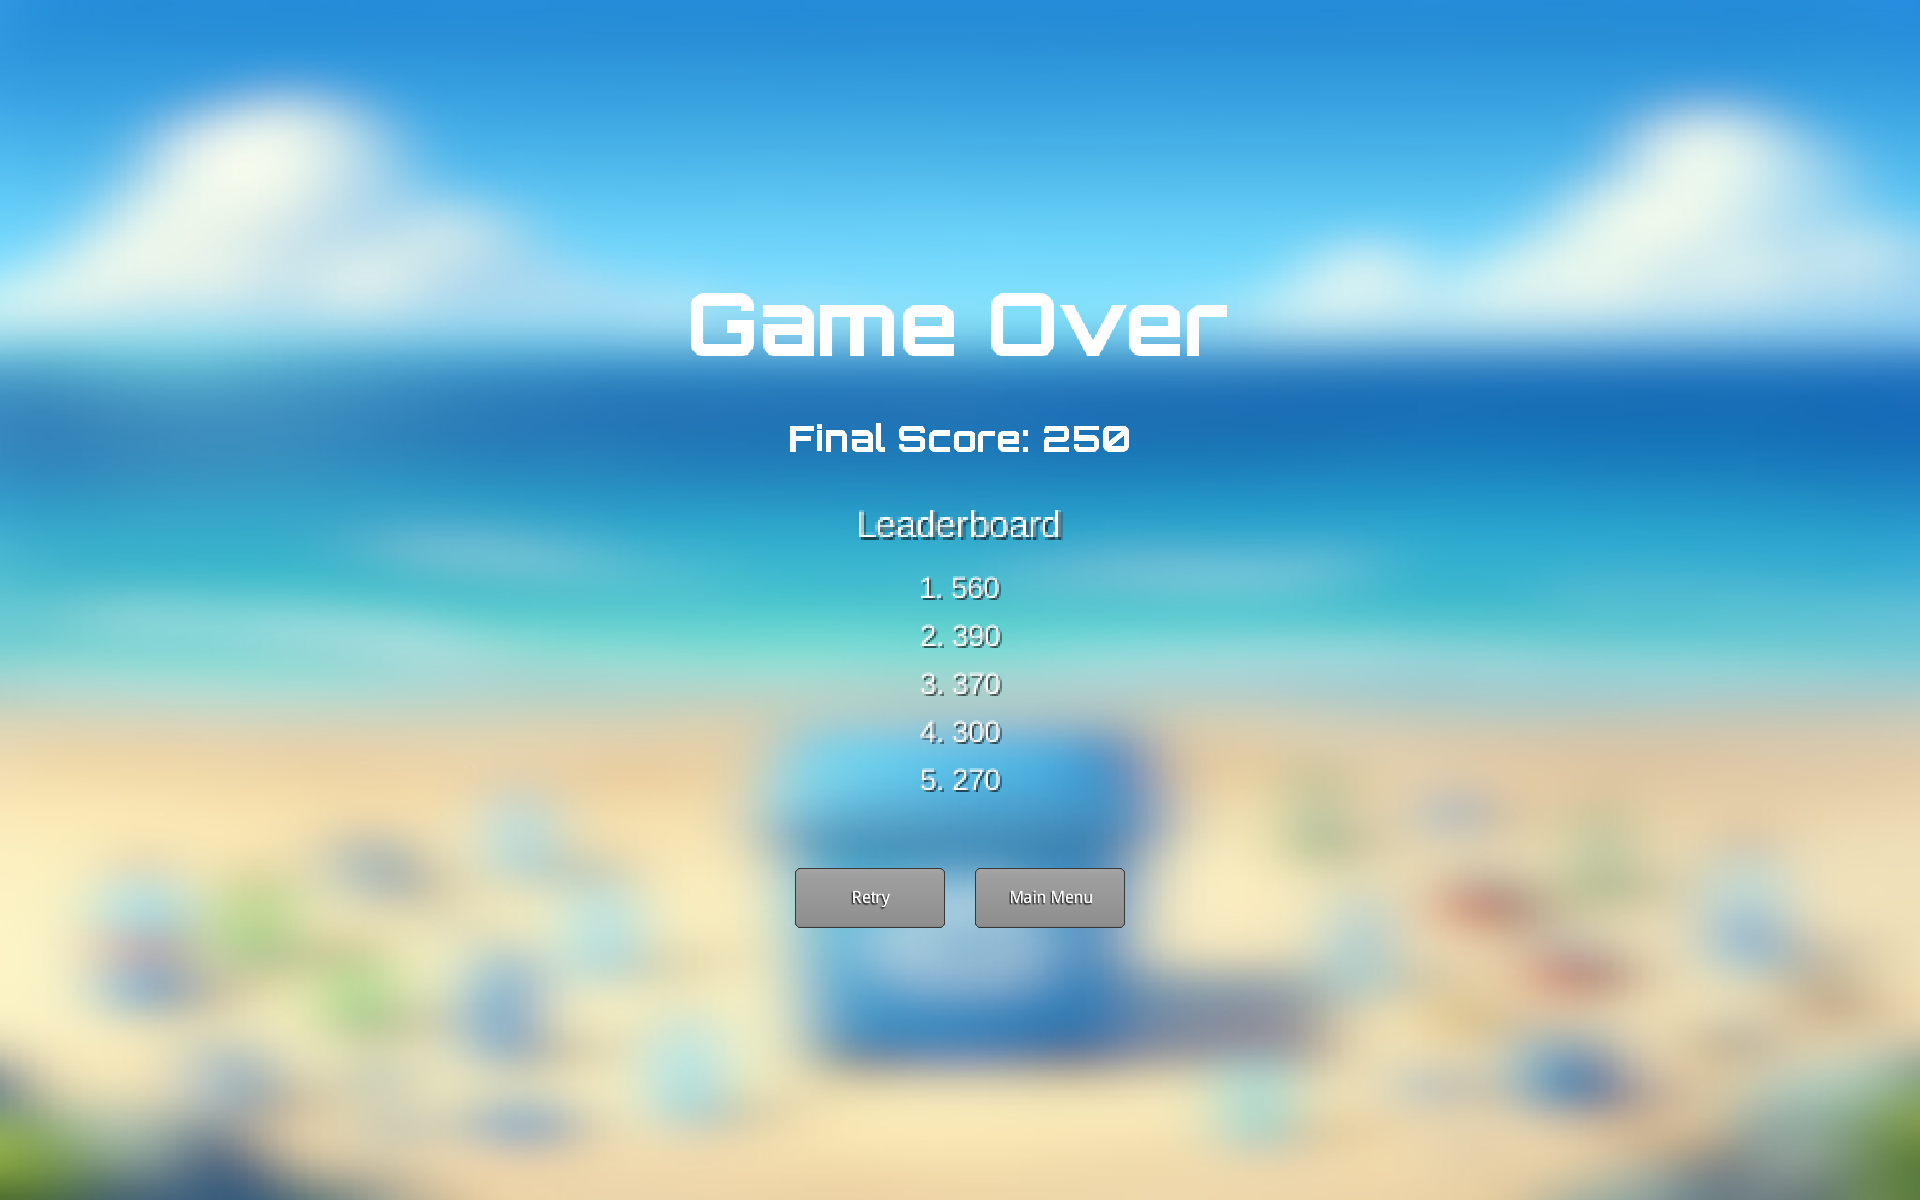 Game Over
Final Score: 250
Leaderboard
1. 560
2. 390
3. 370
4. 300
5. 270
Retry
Main Menu